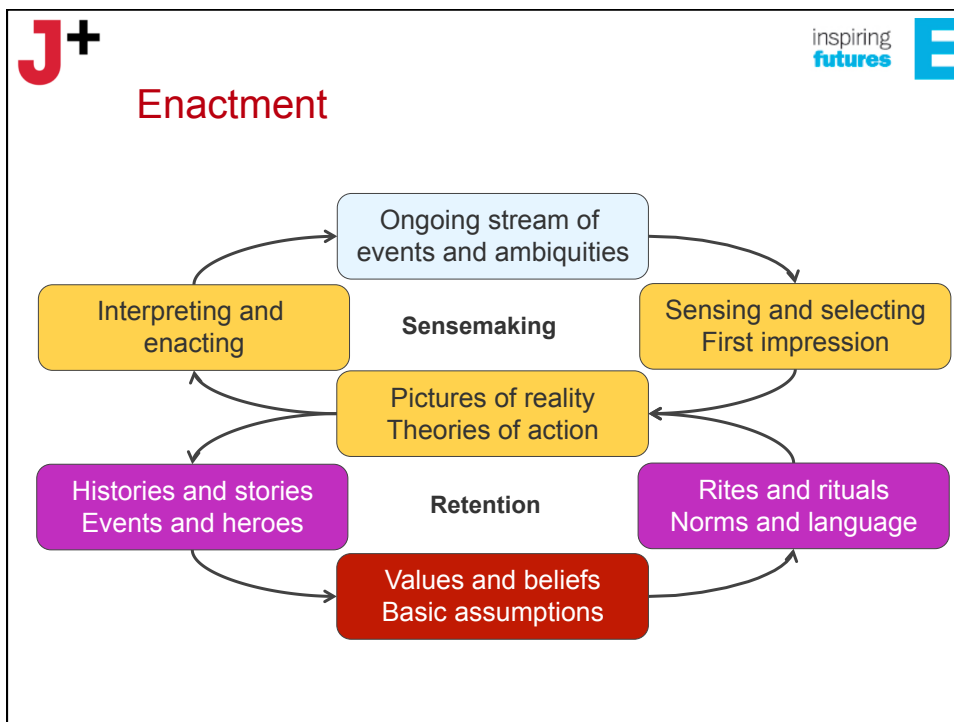 J+
inspiring
futures
E
Enactment
Ongoing stream of
events and ambiquities
Interpreting and
enacting
Sensemaking
Sensing and selecting
First impression
Pictures of reality
Theories of action
Histories and stories
Events and heroes
Retention
Rites and rituals
Norms and language
Values and beliefs
Basic assumptions